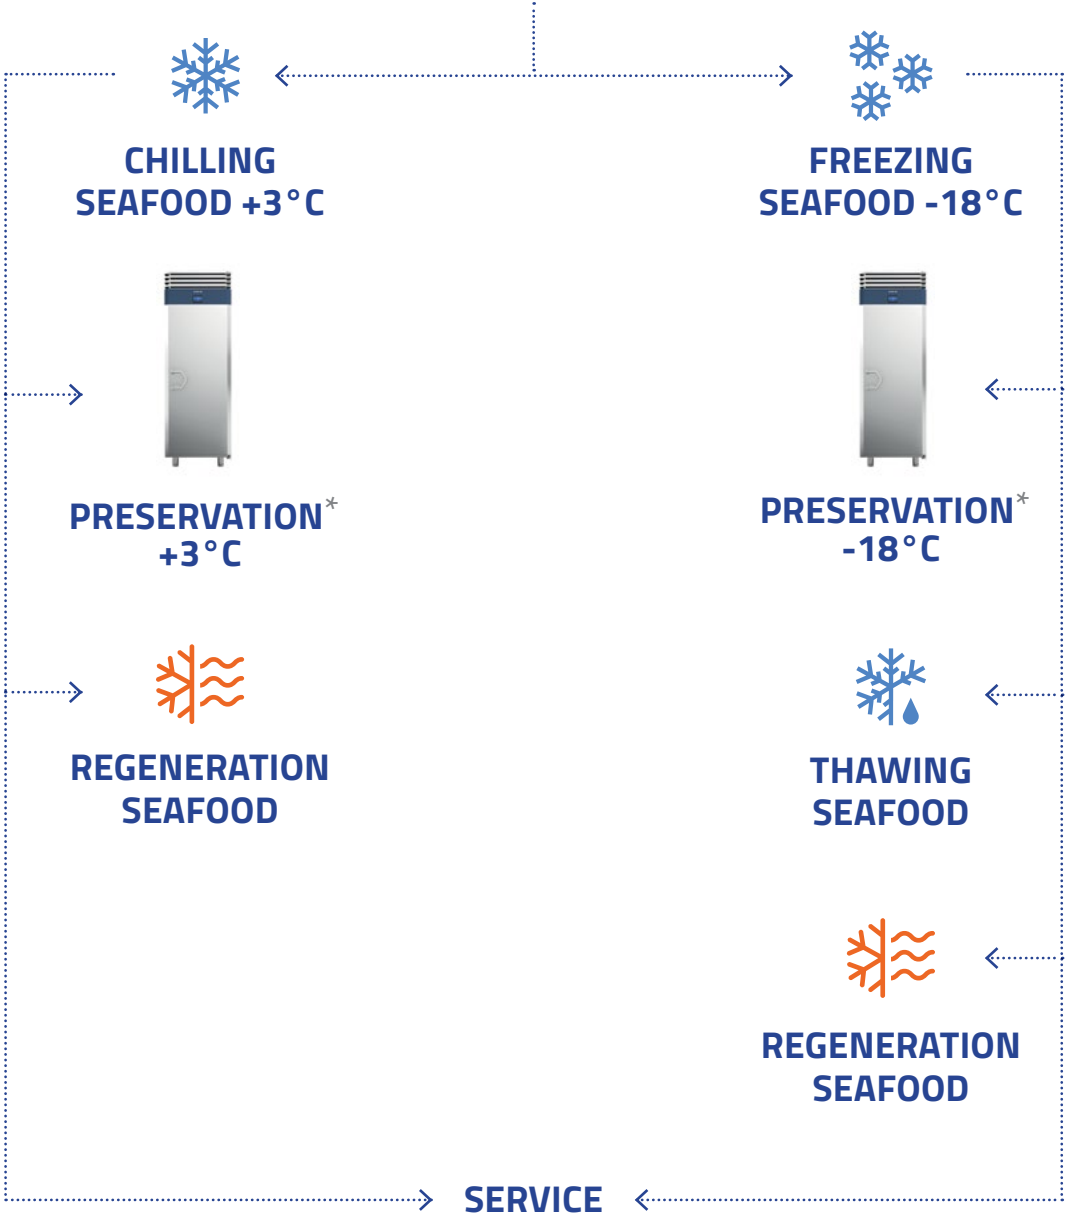 CHILLING
SEAFOOD +3°C
FREEZING
SEAFOOD -18°C
PRESERVATION*
+3°C
PRESERVATION*
-18°C
REGENERATION
SEAFOOD
THAWING
SEAFOOD
REGENERATION
SEAFOOD
SERVICE